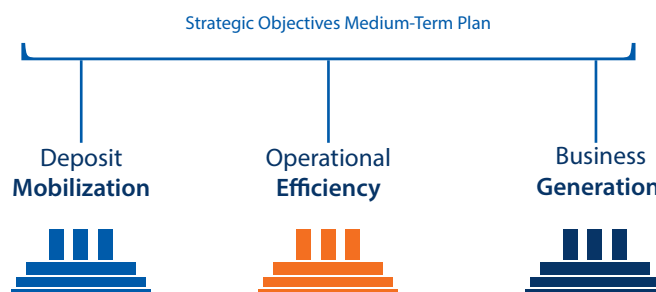 Strategic Objectives Medium-Term Plan
Deposit
Mobilization
Operational
Efficiency
Business
Generation